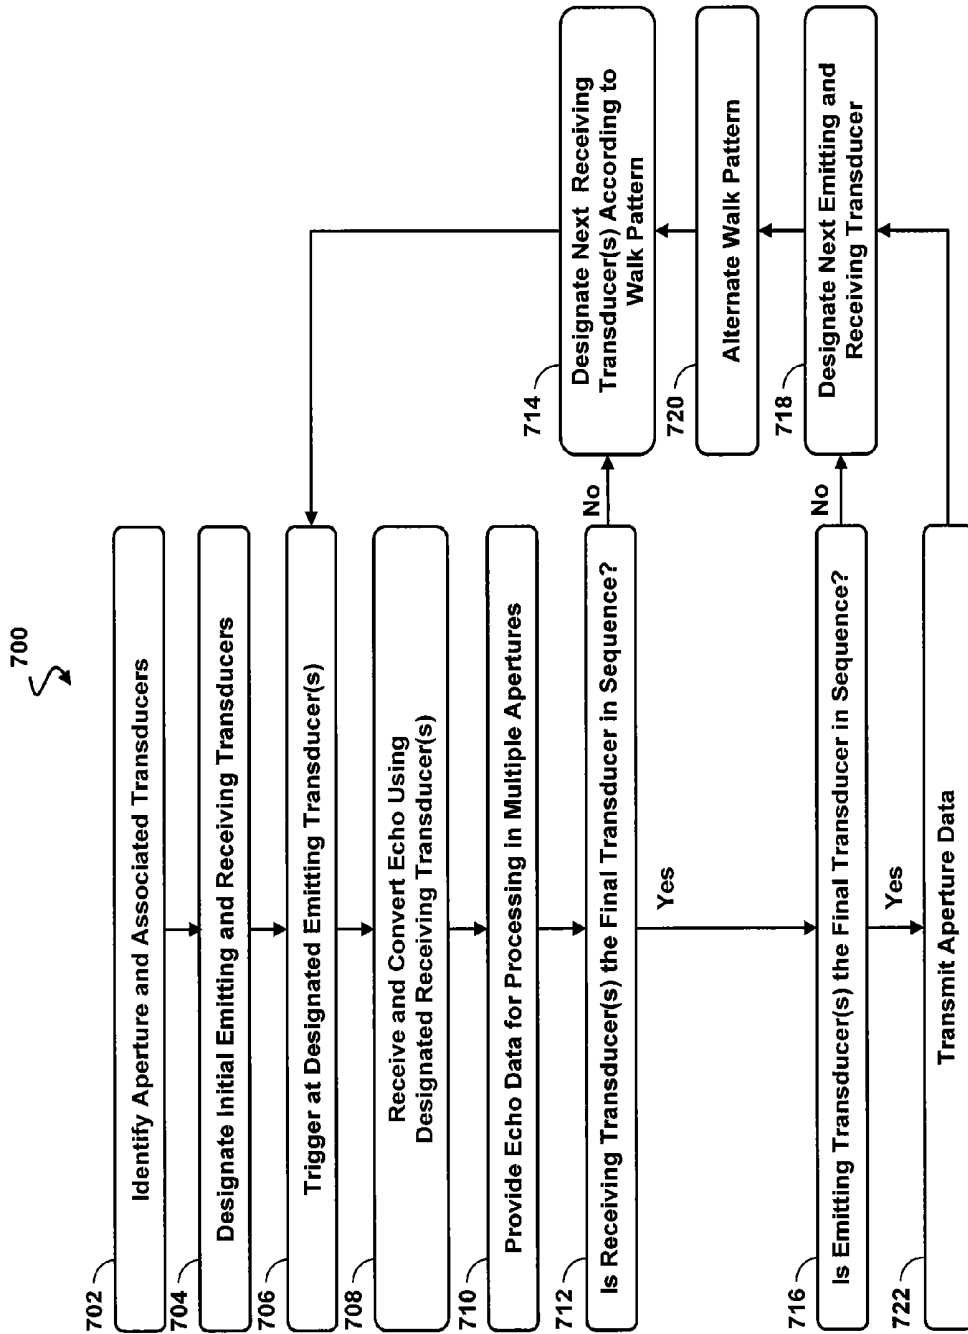 700
702
Identify Aperture and Associated Transducers
704
Designate Initial Emitting and Receiving Transducers
706
Trigger at Designated Emitting Transducer(s)
708
Receive and Convert Echo Using
Designated Receiving Transducer(s)
710
Provide Echo Data for Processing in Multiple Apertures
712
Is Receiving Transducer(s) the Final Transducer in Sequence?
No
Yes
714
Designate Next Receiving
Transducer(s) According to
Walk Pattern
720
Alternate Walk Pattern
718
Designate Next Emitting and
Receiving Transducer
716
Is Emitting Transducer(s) the Final Transducer in Sequence?
No
Yes
722
Transmit Aperture Data